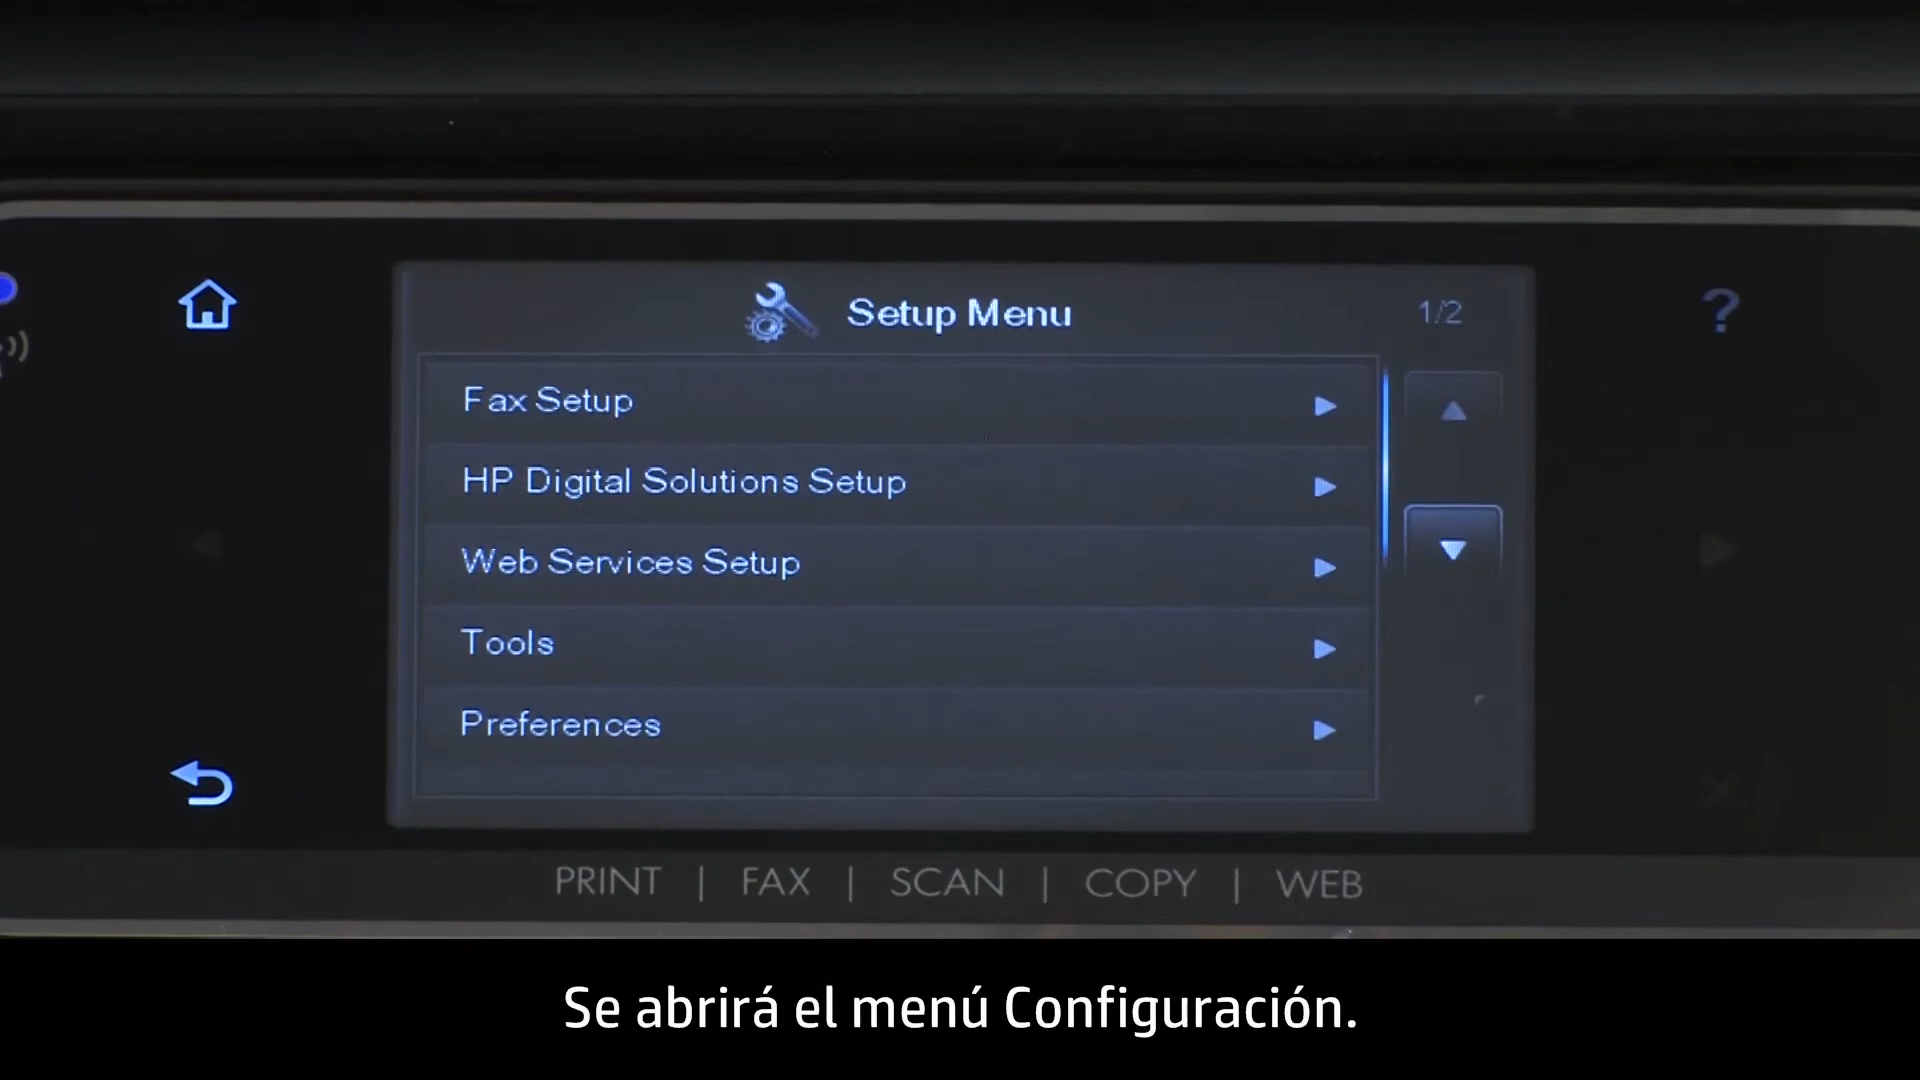 Setup Menu 1/2
?
Fax Setup
HP Digital Solutions Setup
Web Services Setup
Tools
Preferences
PRINT | FAX | SCAN | COPY | WEB
Se abrirá el menú Configuración.